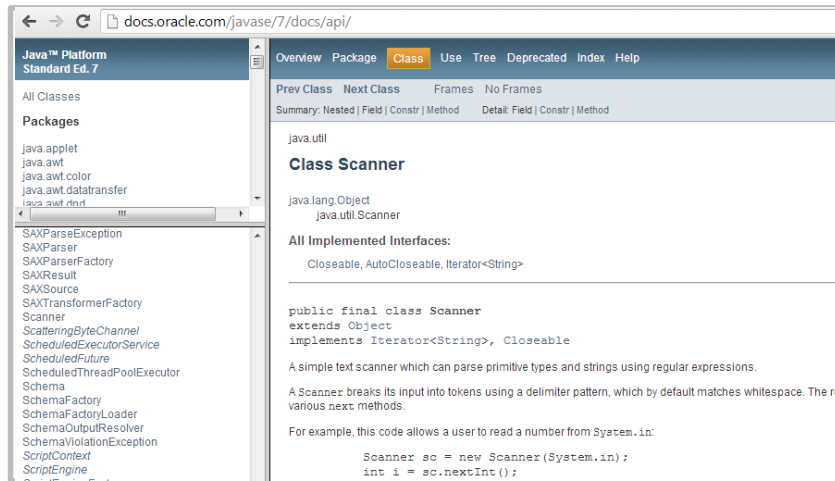 docs.oracle.com/javase/7/docs/api/
Java™ Platform
Standard Ed. 7
All Classes
Packages
java.applet
java.awt
java.awt.color
java.awt.datatransfer
java.awt.dnd
SAXParseException
SAXParser
SAXParserFactory
SAXResult
SAXSource
SAXTransformerFactory
Scanner
ScatteringByteChannel
ScheduledExecutorService
ScheduledFuture
ScheduledThreadPoolExecutor
Schema
SchemaFactory
SchemaFactoryLoader
SchemaOutputResolver
SchemaViolationException
ScriptContext
ScriptEngine
Overview Package Class Use Tree Deprecated Index Help
Prev Class Next Class Frames No Frames
Summary: Nested | Field | Constr | Method Detail: Field | Constr | Method
java.util
Class Scanner
java.lang.Object
java.util.Scanner
All Implemented Interfaces:
Closeable, AutoCloseable, Iterator<String>
public final class Scanner
extends Object
implements Iterator<String>, Closeable
A simple text scanner which can parse primitive types and strings using regular expressions.
A Scanner breaks its input into tokens using a delimiter pattern, which by default matches whitespace. The
various next methods.
For example, this code allows a user to read a number from System.in:
Scanner sc = new Scanner(System.in);
int i = sc.nextInt();